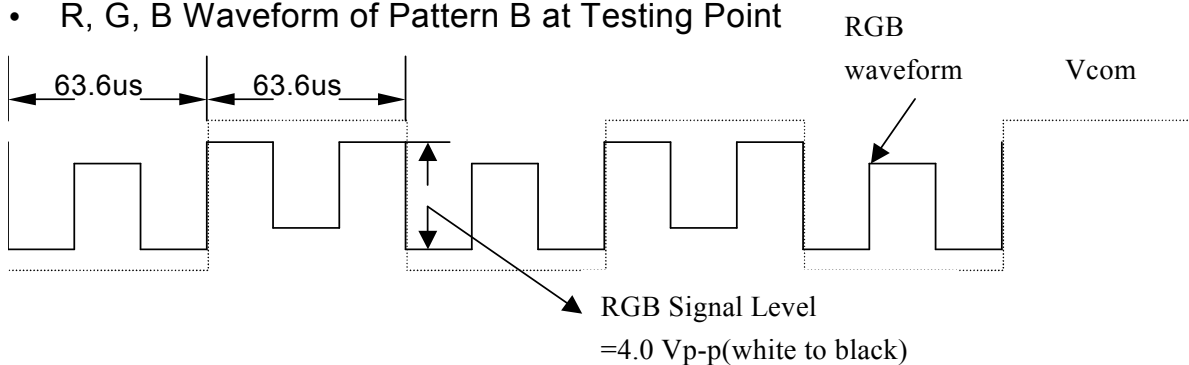 • R, G, B Waveform of Pattern B at Testing Point
RGB
waveform
Vcom
63.6us
63.6us
RGB Signal Level
=4.0 Vp-p(white to black)